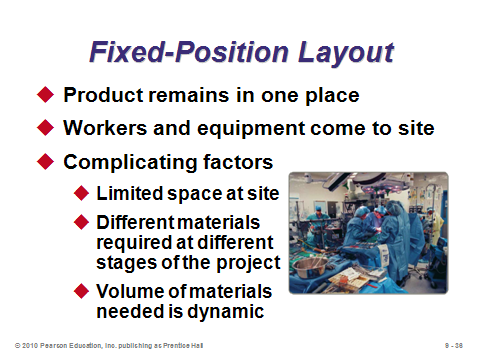 Fixed-Position Layout
Product remains in one place
Workers and equipment come to site
Complicating factors
Limited space at site
Different materials
required at different
stages of the project
Volume of materials
needed is dynamic
© 2010 Pearson Education, Inc. publishing as Prentice Hall
9 - 36